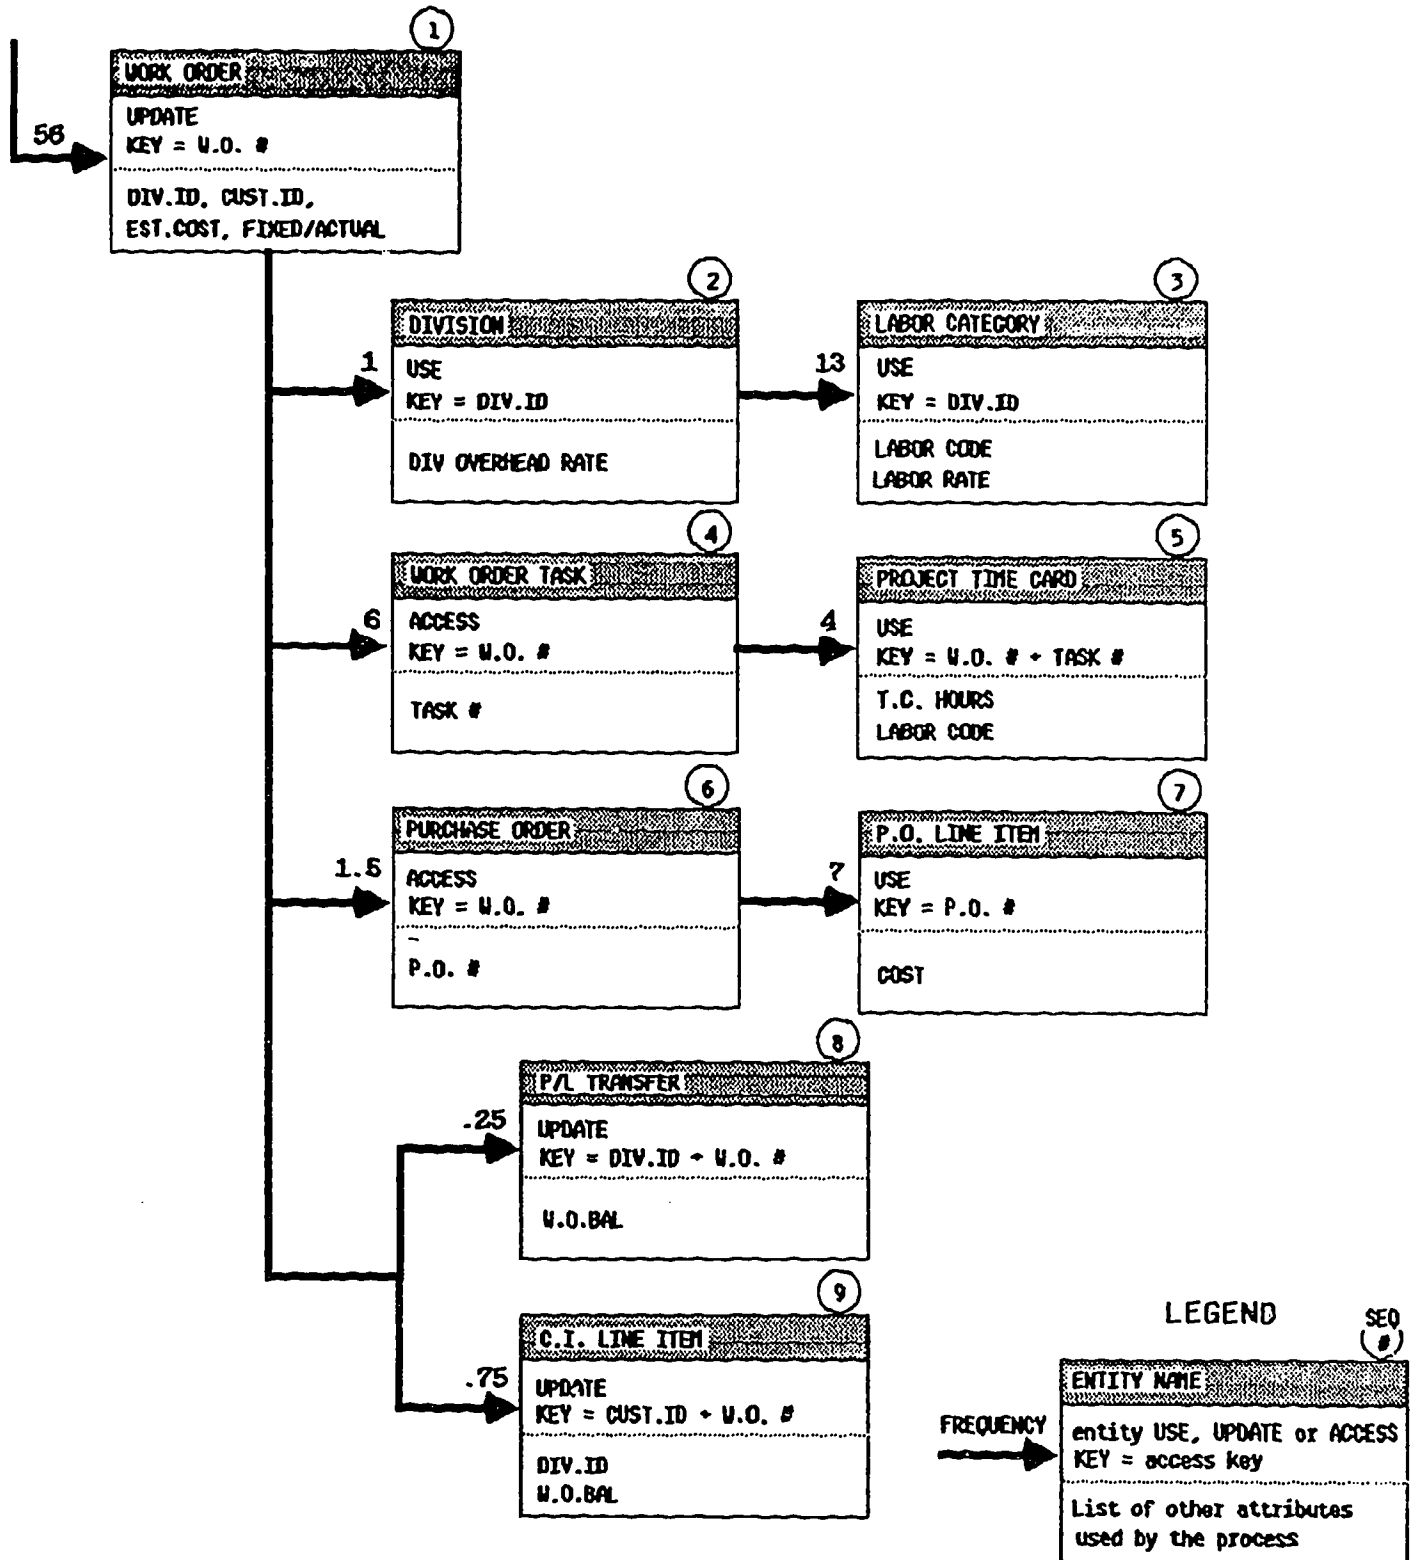 1
WORK ORDER
56
UPDATE
KEY = W.O. #
DIV.ID, CUST.ID,
EST.COST, FIXED/ACTUAL
2
DIVISION
1
USE
KEY = DIV.ID
DIV OVERHEAD RATE
3
LABOR CATEGORY
13
USE
KEY = DIV.ID
LABOR CODE
LABOR RATE
4
WORK ORDER TASK
6
ACCESS
KEY = W.O. #
TASK #
5
PROJECT TIME CARD
4
USE
KEY = W.O. # + TASK #
T.C. HOURS
LABOR CODE
6
PURCHASE ORDER
1.5
ACCESS
KEY = W.O. #
P.O. #
7
P.O. LINE ITEM
7
USE
KEY = P.O. #
COST
8
P/L TRANSFER
.25
UPDATE
KEY = DIV.ID + W.O. #
W.O.BAL
9
C.I. LINE ITEM
.75
UPDATE
KEY = CUST.ID + W.O. #
DIV.ID
W.O.BAL
LEGEND
SEQ
#
ENTITY NAME
FREQUENCY
entity USE, UPDATE or ACCESS
KEY = access key
List of other attributes
used by the process